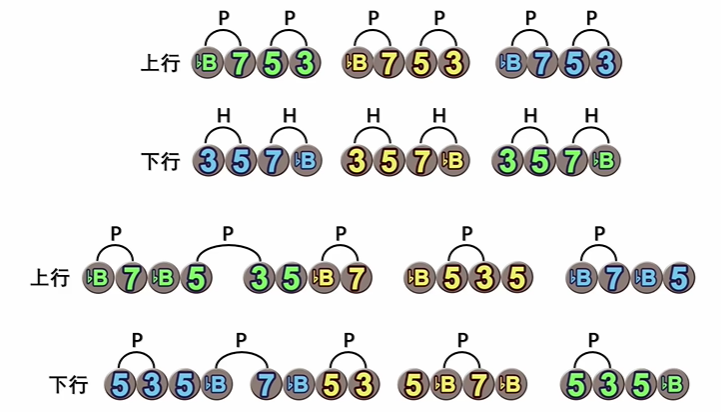 P P P P P P
上行 ♭B 7 5 3 ♭B 7 5 3 ♭B 7 5 3
H H H H H H
下行 3 5 7 ♭B 3 5 7 ♭B 3 5 7 ♭B
P P P P P
上行 ♭B 7 ♭B 5 3 5 ♭B 7 ♭B 5 3 5 ♭B 7 ♭B 5
P P P P P
下行 5 3 5 ♭B 7 ♭B 5 3 5 ♭B 7 ♭B 5 3 5 ♭B